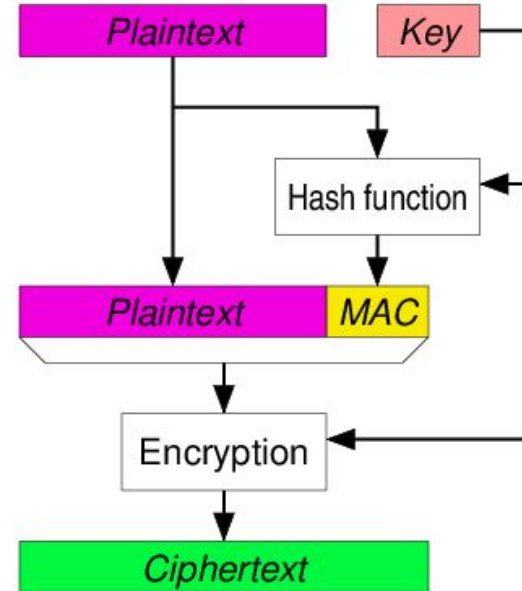 Plaintext
Key
Hash function
Plaintext
MAC
Encryption
Ciphertext